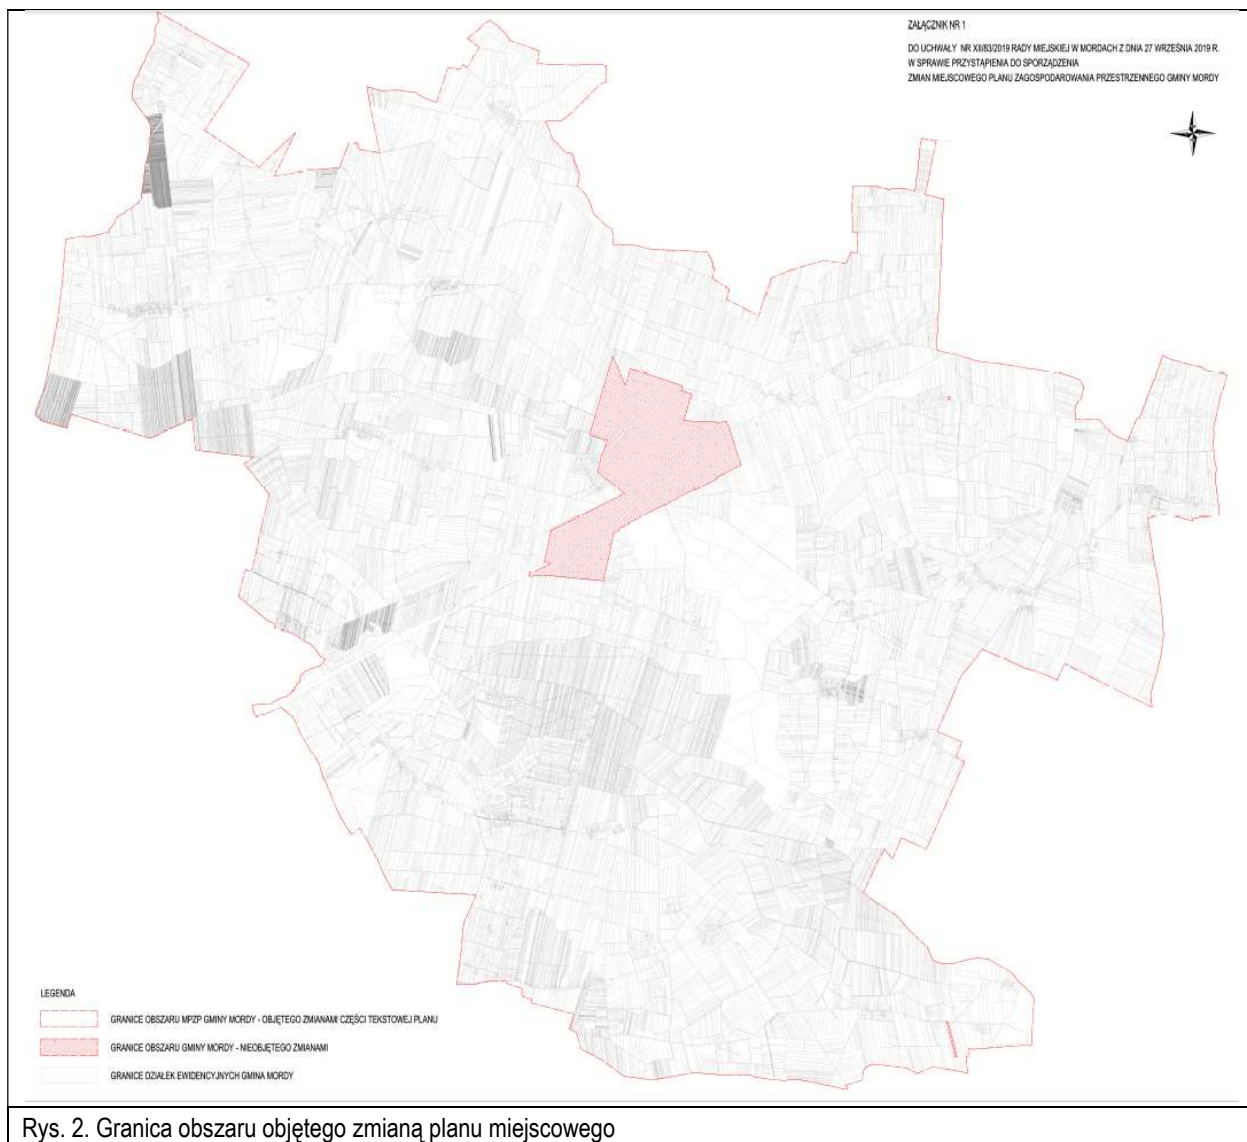 ZAŁĄCZNIK NR 1
DO UCHWAŁY NR XII/83/2019 RADY MIEJSKIEJ W MORDACH Z DNIA 27 WRZEŚNIA 2019 R.
W SPRAWIE PRZYSTĄPIENIA DO SPORZĄDZENIA
ZMIAN MIEJSCOWEGO PLANU ZAGOSPODAROWANIA PRZESTRZENNEGO GMINY MORDY
LEGENDA
GRANICE OBSZARU MPZP GMINY MORDY - OBJĘTEGO ZMIANAMI CZĘŚCI TEKSTOWEJ PLANU
GRANICE OBSZARU GMINY MORDY - NIEOBJĘTEGO ZMIANAMI
GRANICE DZIAŁEK EWIDENCYJNYCH GMINA MORDY
Rys. 2. Granica obszaru objętego zmianą planu miejscowego